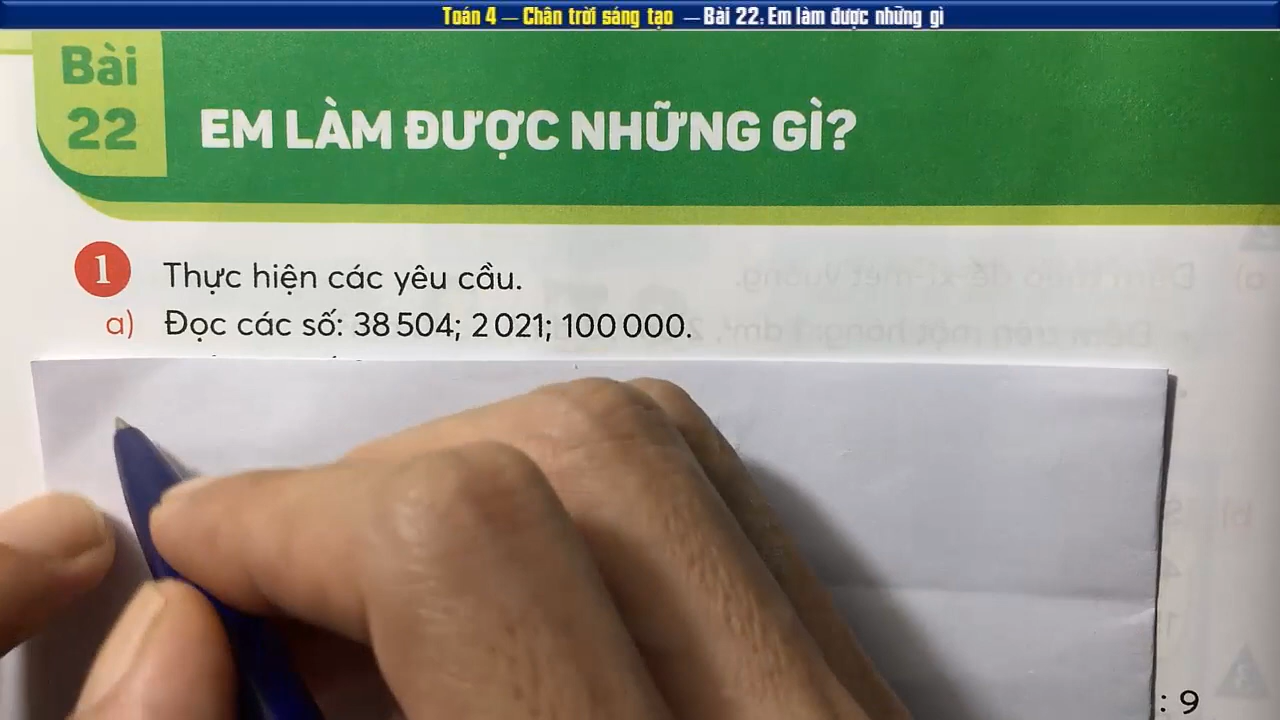 Toán 4 – Chân trời sáng tạo – Bài 22: Em làm được những gì
Bài
22
EM LÀM ĐƯỢC NHỮNG GÌ?
1 Thực hiện các yêu cầu.
a) Đọc các số: 38 504; 2 021; 100 000.
: 9